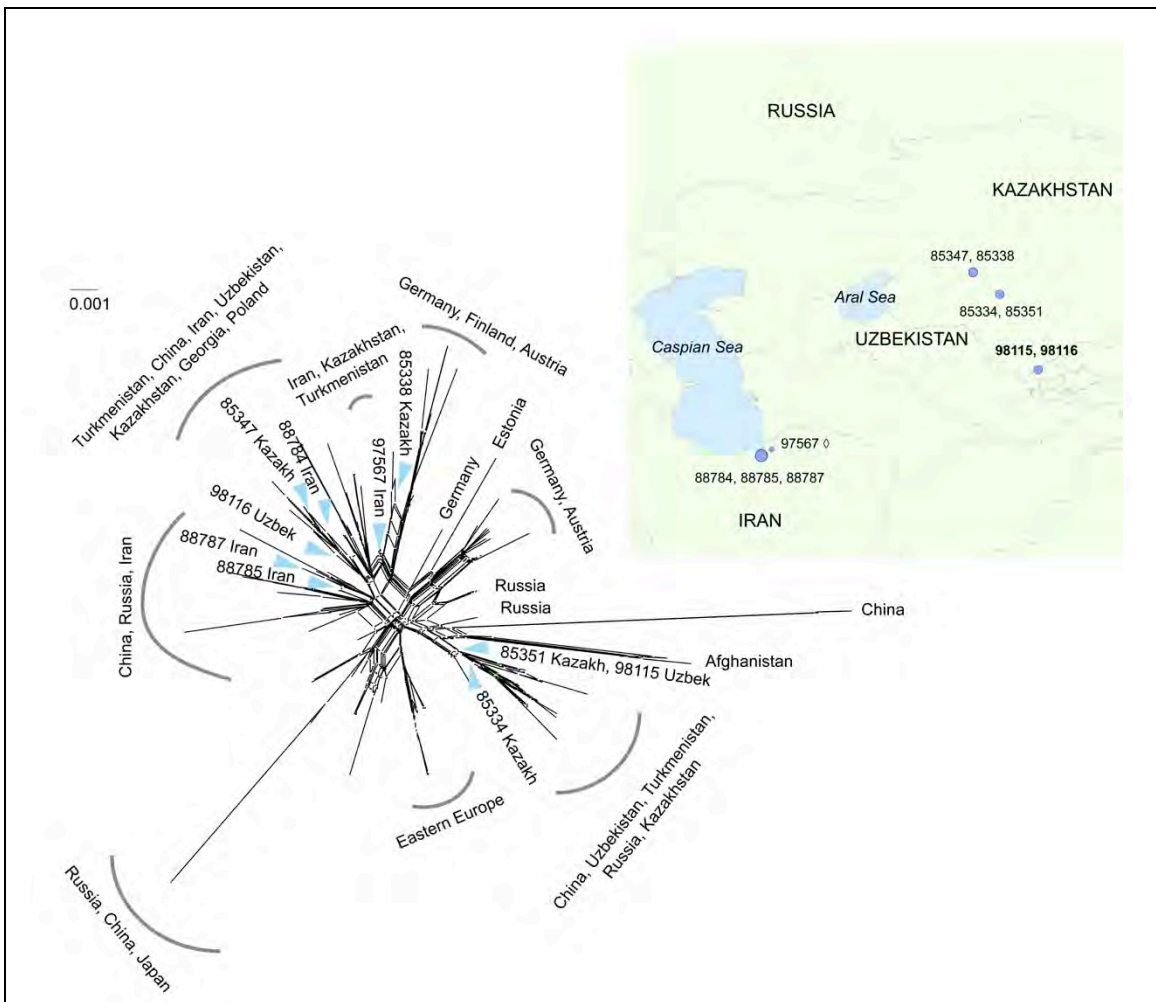 RUSSIA
KAZAKHSTAN
85347, 85338
Aral Sea
85334, 85351
UZBEKISTAN
Caspian Sea
98115, 98116
97567 ◊
88784, 88785, 88787
IRAN
0.001
Turkmenistan, China, Iran, Uzbekistan,
Kazakhstan, Georgia, Poland
Iran, Kazakhstan,
Turkmenistan
Germany, Finland, Austria
85347 Kazakh
88784 Iran
97567 Iran
85338 Kazakh
Germany
Estonia
Germany, Austria
98116 Uzbek
88787 Iran
88785 Iran
China, Russia, Iran
Russia
Russia
China
Afghanistan
85351 Kazakh, 98115 Uzbek
85334 Kazakh
Eastern Europe
China, Uzbekistan, Turkmenistan,
Russia, Kazakhstan
Russia, China, Japan